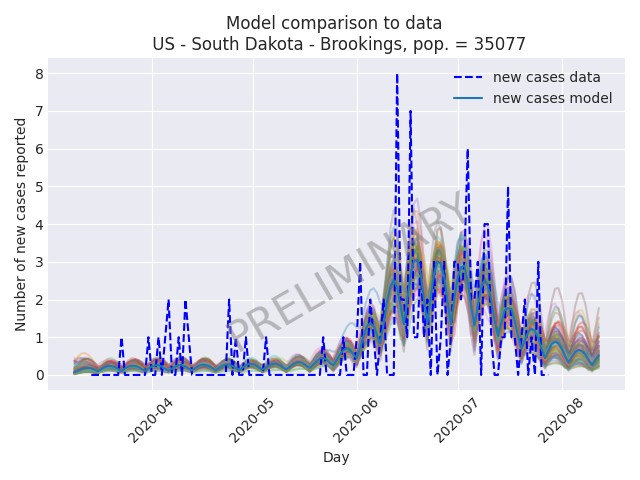 Model comparison to data
US - South Dakota - Brookings, pop. = 35077
new cases data
new cases model
PRELIMINARY
Number of new cases reported
8
7
6
5
4
3
2
1
0
2020-04
2020-05
2020-06
2020-07
2020-08
Day